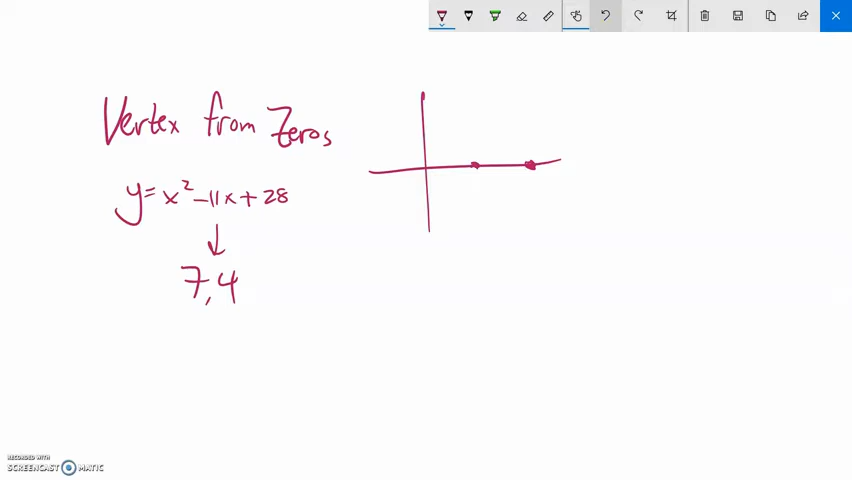 Vertex from Zeros
y = x² - 11x + 28
↓
7, 4
RECORDED WITH
SCREENCAST MATIC